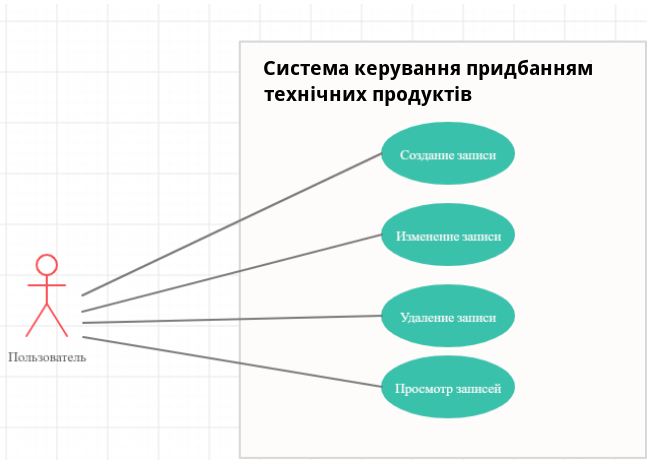 Система керування придбанням
технічних продуктів
Создание записи
Изменение записи
Удаление записи
Просмотр записей
Пользователь